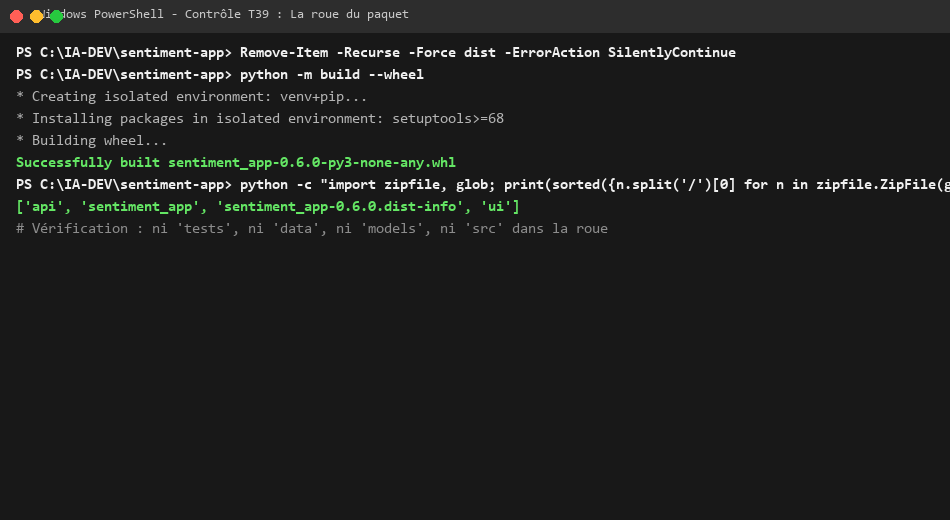 Windows PowerShell - Contrôle T39 : La roue du paquet
PS C:\IA-DEV\sentiment-app> Remove-Item -Recurse -Force dist -ErrorAction SilentlyContinue
PS C:\IA-DEV\sentiment-app> python -m build --wheel
* Creating isolated environment: venv+pip...
* Installing packages in isolated environment: setuptools>=68
* Building wheel...
Successfully built sentiment_app-0.6.0-py3-none-any.whl
PS C:\IA-DEV\sentiment-app> python -c "import zipfile, glob; print(sorted({n.split('/')[0] for n in zipfile.ZipFile(g
['api', 'sentiment_app', 'sentiment_app-0.6.0.dist-info', 'ui']
# Vérification : ni 'tests', ni 'data', ni 'models', ni 'src' dans la roue